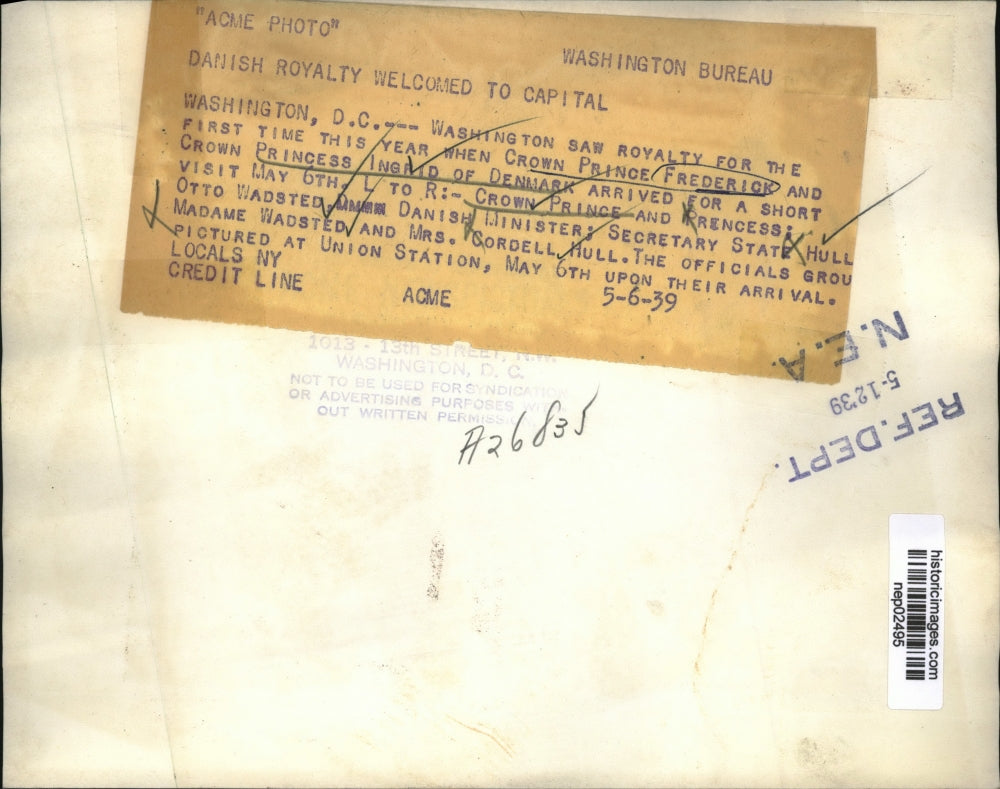 "ACME PHOTO"
WASHINGTON BUREAU
DANISH ROYALTY WELCOMED TO CAPITAL
WASHINGTON, D.C.--- WASHINGTON SAW ROYALTY FOR THE
FIRST TIME THIS YEAR WHEN CROWN PRINCE FREDERICK AND
CROWN PRINCESS INGRID OF DENMARK ARRIVED FOR A SHORT
VISIT MAY 6TH. L TO R:- CROWN PRINCE AND PRENCESS;
OTTO WADSTED, DANISH MINISTER; SECRETARY STATE HULL
MADAME WADSTED AND MRS. CORDELL HULL. THE OFFICIALS GROU
PICTURED AT UNION STATION, MAY 6TH UPON THEIR ARRIVAL.
LOCALS NY
CREDIT LINE ACME 5-6-39
1013 - 13th STREET, N.W.
WASHINGTON, D. C.
NOT TO BE USED FOR SYNDICATION
OR ADVERTISING PURPOSES WITH-
OUT WRITTEN PERMISSION
A26835
N.E.A.
5-12'39
REF. DEPT.
historicimages.com
nep02495